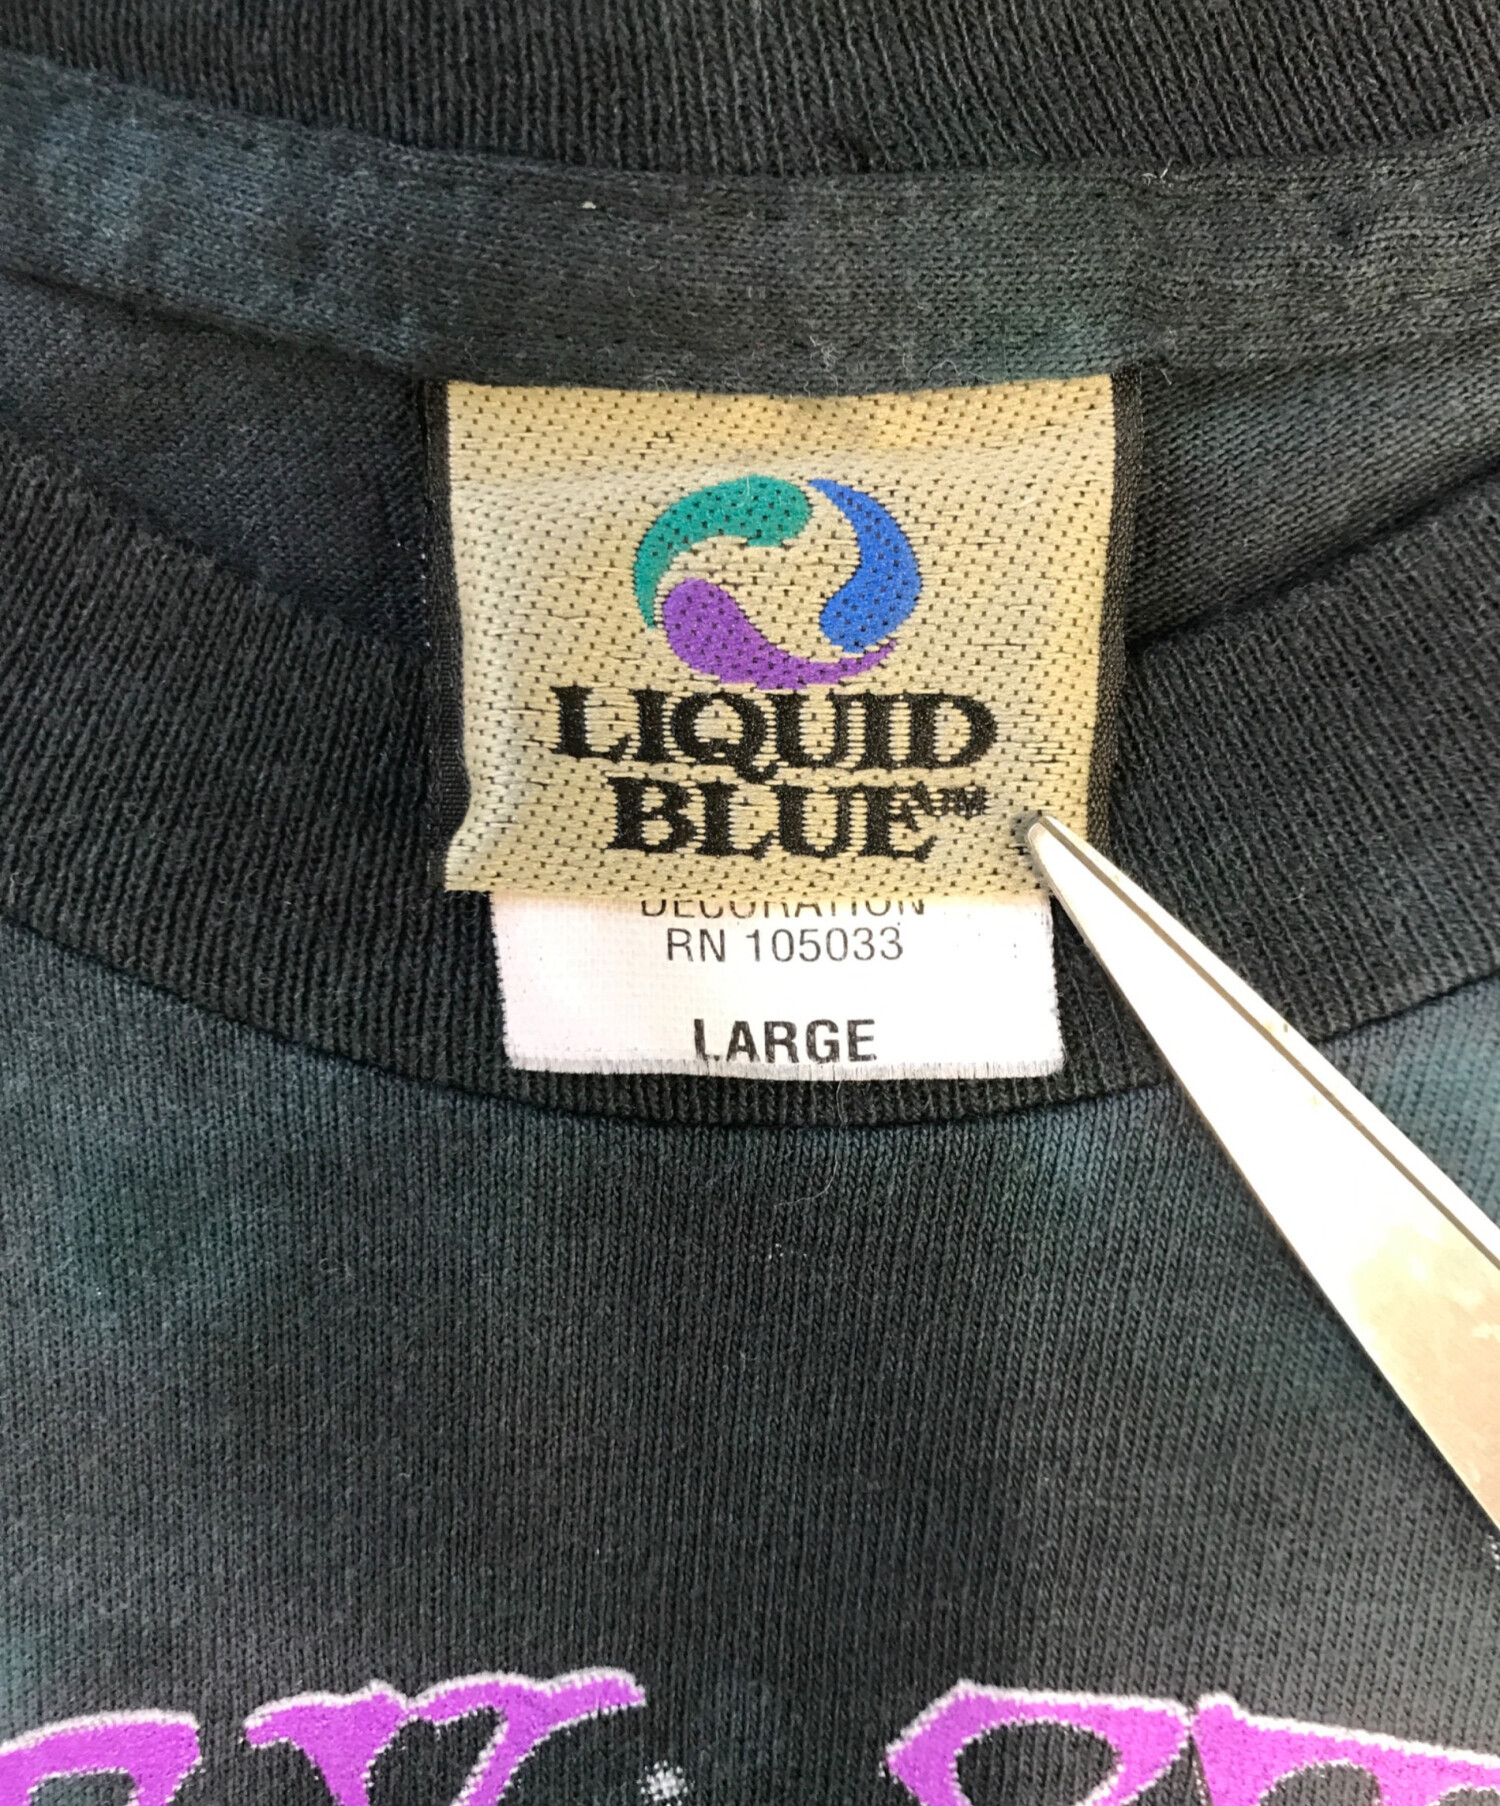 LIQUID
BLUE™
DECORATION
RN 105033
LARGE